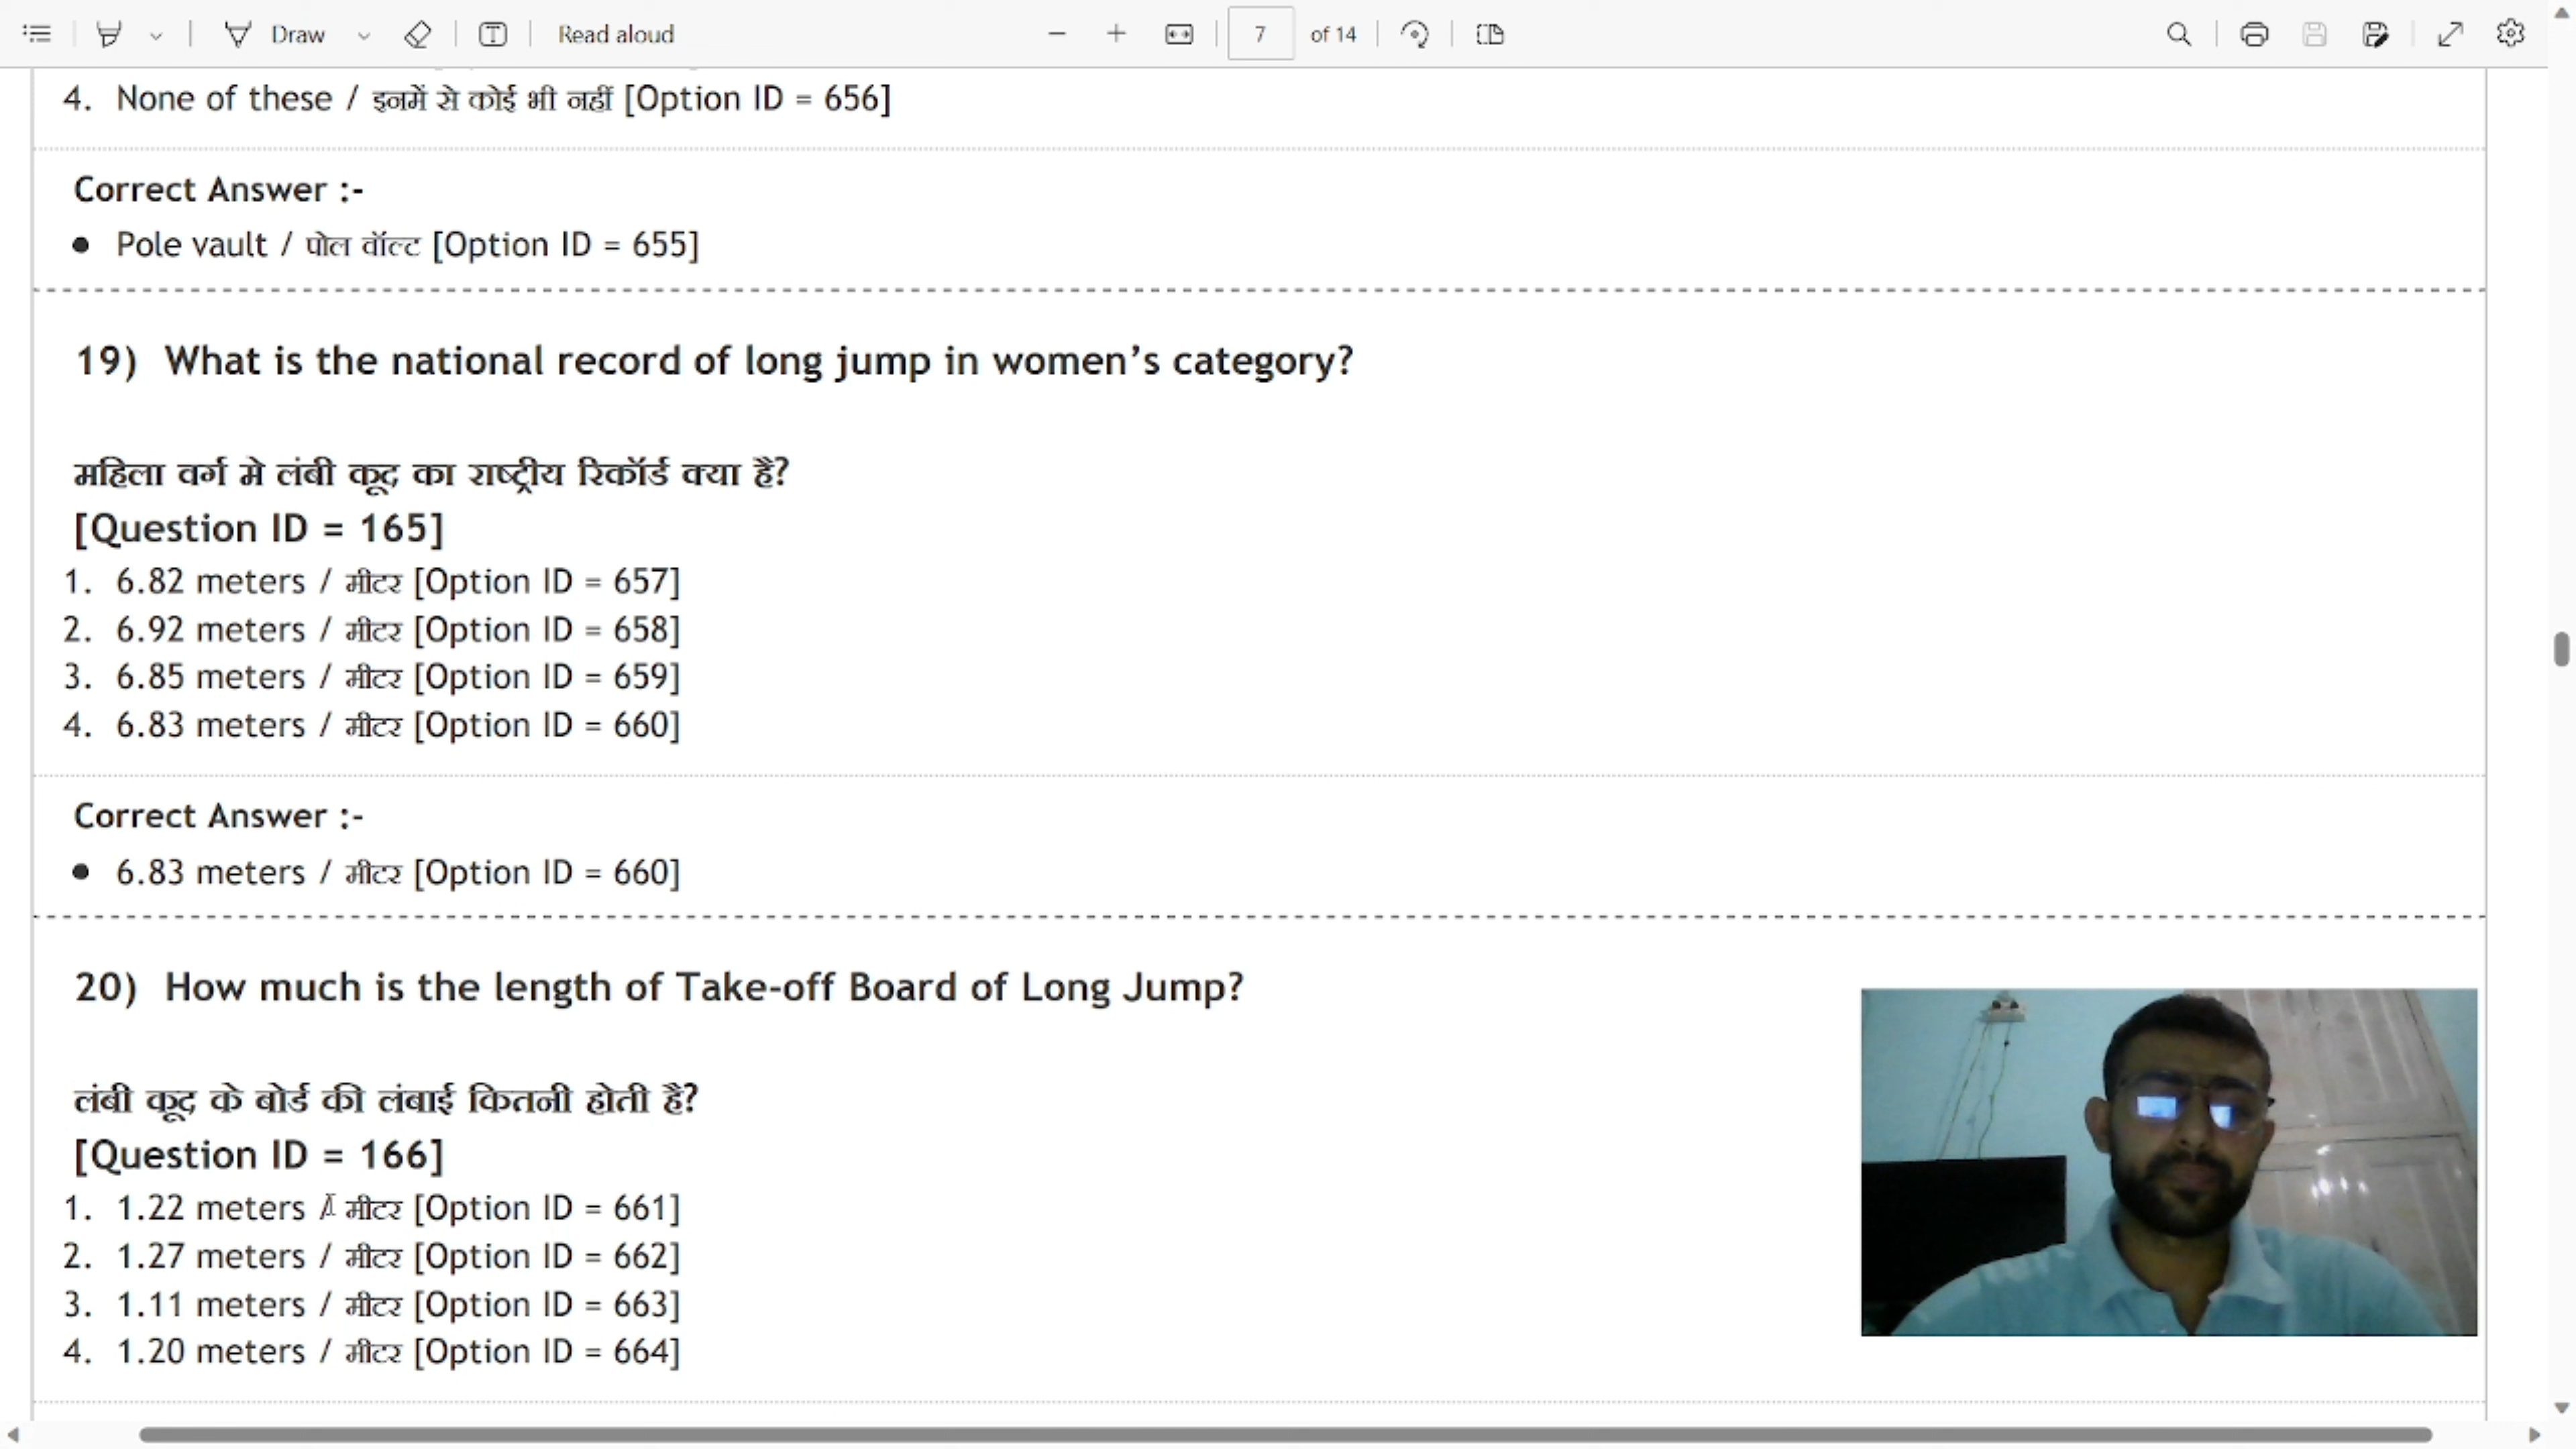 Draw
Read aloud
7 of 14
4. None of these / इनमें से कोई भी नहीं [Option ID = 656]
Correct Answer :-
• Pole vault / पोल वॉल्ट [Option ID = 655]
19) What is the national record of long jump in women’s category?
महिला वर्ग मे लंबी कूद का राष्ट्रीय रिकॉर्ड क्या है?
[Question ID = 165]
1. 6.82 meters / मीटर [Option ID = 657]
2. 6.92 meters / मीटर [Option ID = 658]
3. 6.85 meters / मीटर [Option ID = 659]
4. 6.83 meters / मीटर [Option ID = 660]
Correct Answer :-
• 6.83 meters / मीटर [Option ID = 660]
20) How much is the length of Take-off Board of Long Jump?
लंबी कूद के बोर्ड की लंबाई कितनी होती है?
[Question ID = 166]
1. 1.22 meters / मीटर [Option ID = 661]
2. 1.27 meters / मीटर [Option ID = 662]
3. 1.11 meters / मीटर [Option ID = 663]
4. 1.20 meters / मीटर [Option ID = 664]